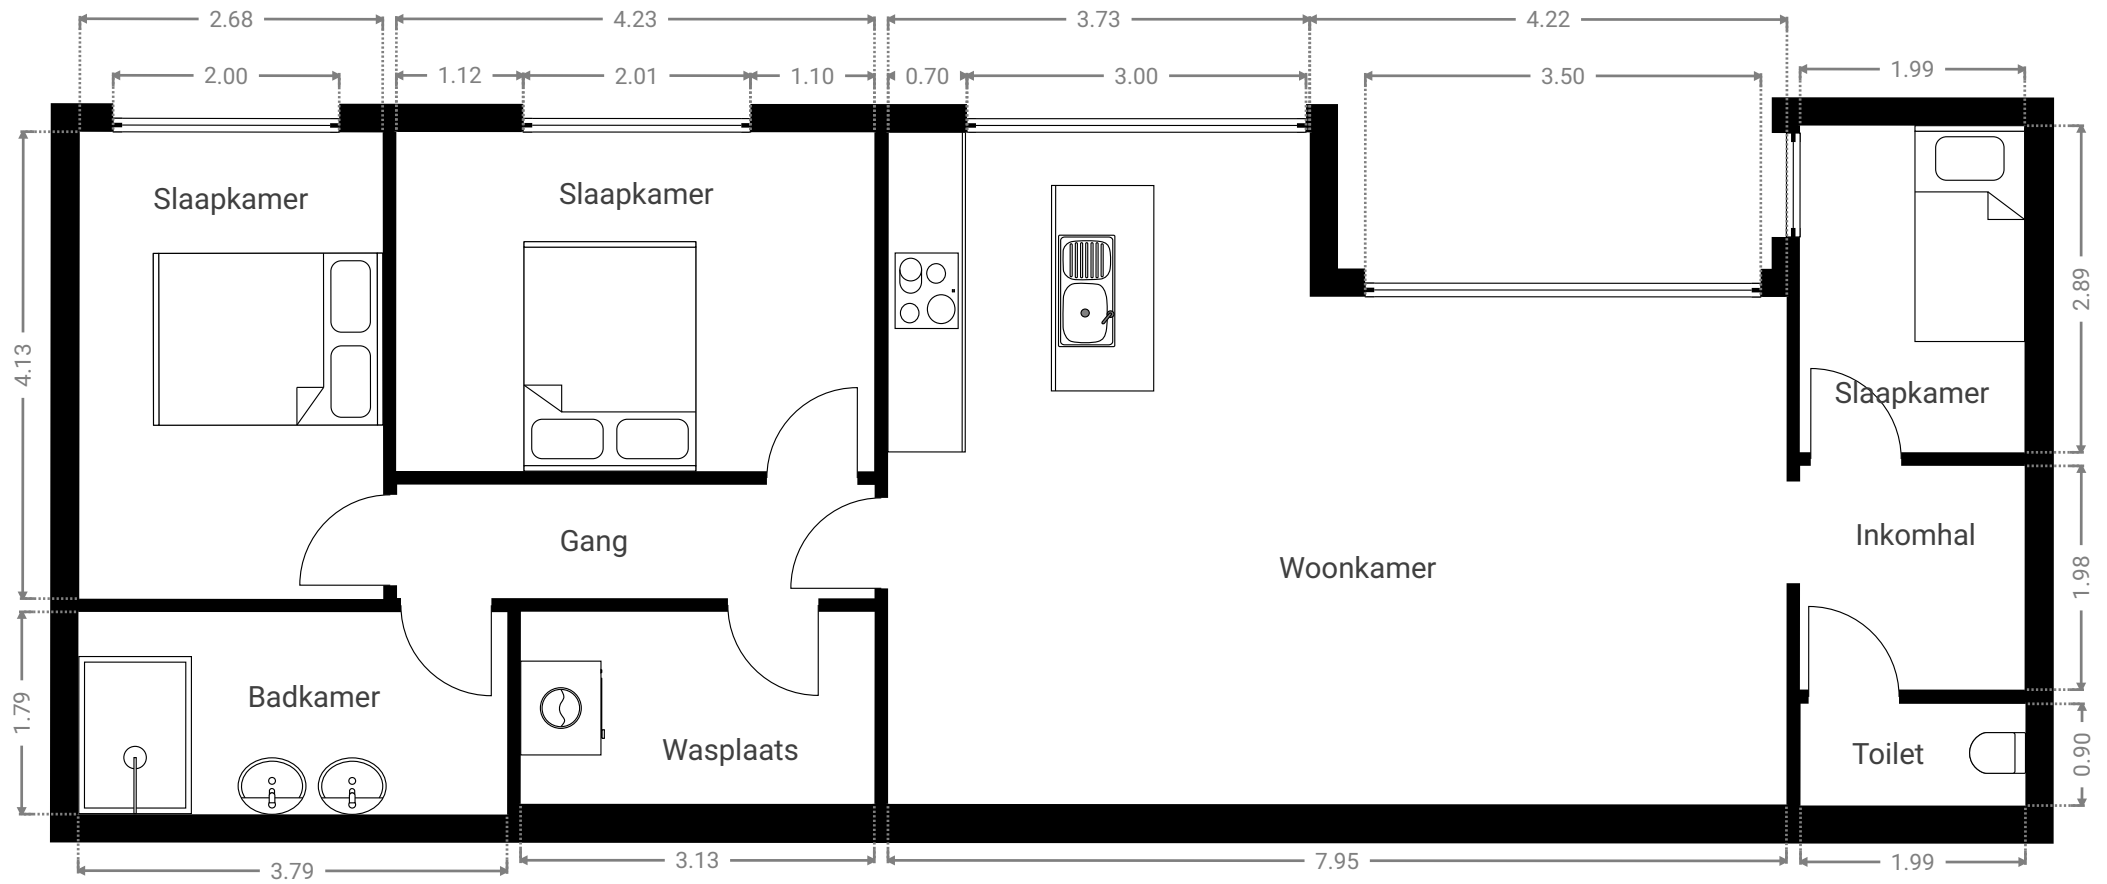 2.68
4.23
3.73
4.22
2.00
1.12
2.01
1.10
0.70
3.00
3.50
1.99
Slaapkamer
Slaapkamer
4.13
2.89
Slaapkamer
Gang
Woonkamer
Inkomhal
1.98
Badkamer
1.79
Wasplaats
Toilet
0.90
3.79
3.13
7.95
1.99